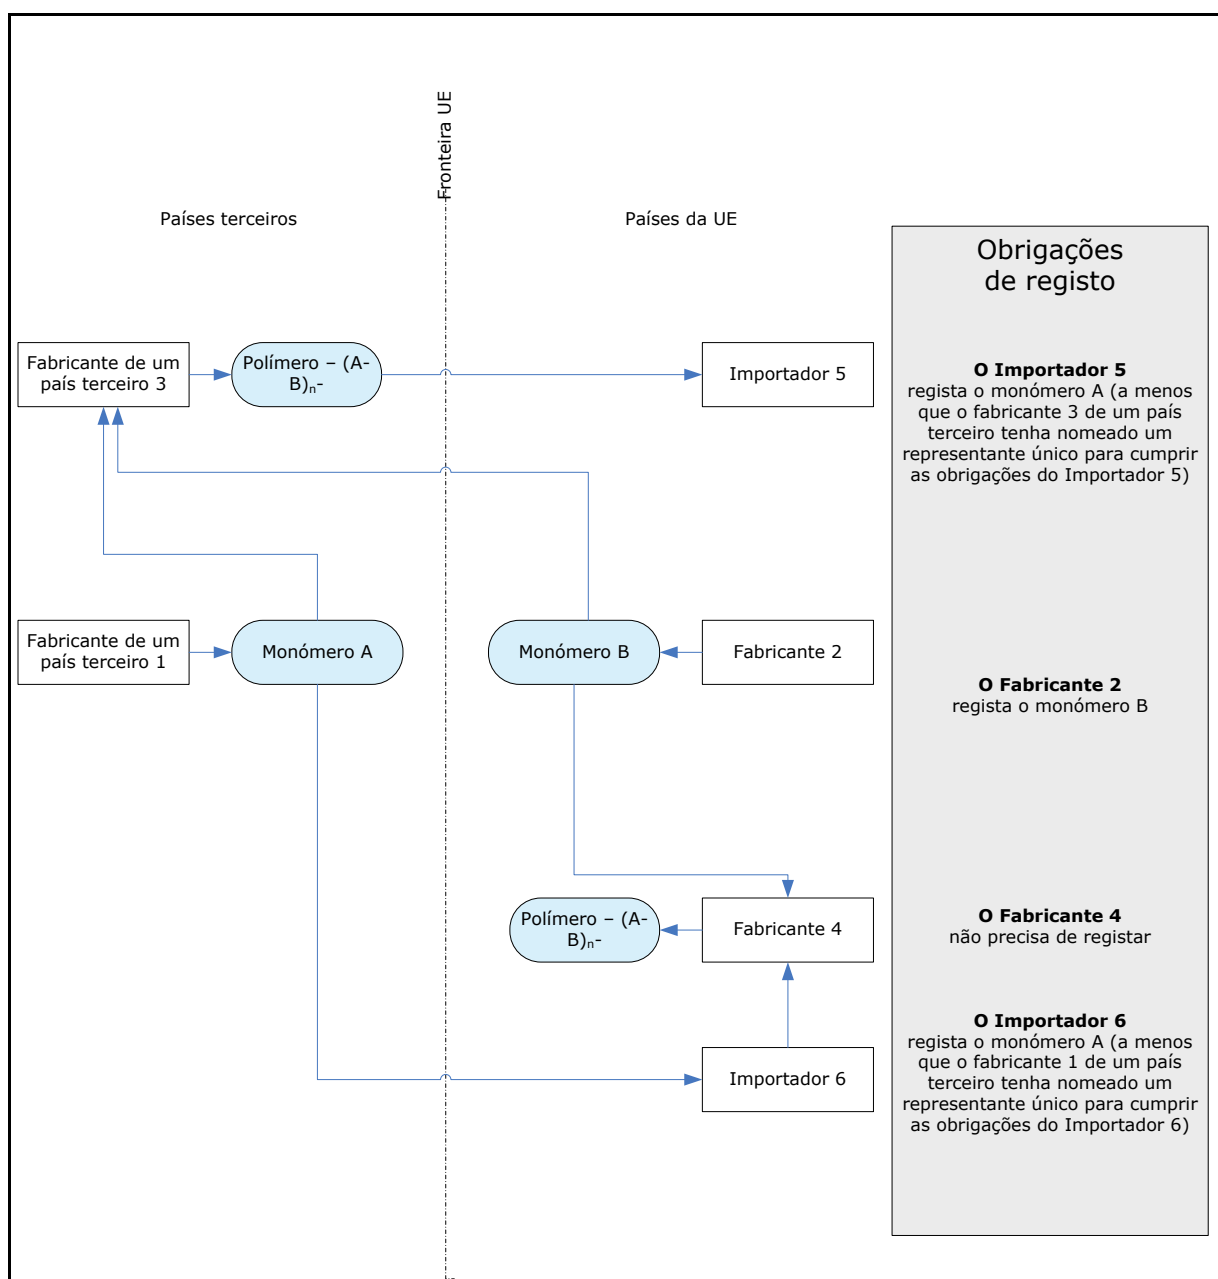 Fronteira UE
Países terceiros
Países da UE
Obrigações
de registo
Fabricante de um
país terceiro 3
Polímero – (A-
B)n-
Importador 5
O Importador 5
regista o monómero A (a menos
que o fabricante 3 de um país
terceiro tenha nomeado um
representante único para cumprir
as obrigações do Importador 5)
Fabricante de um
país terceiro 1
Monómero A
Monómero B
Fabricante 2
O Fabricante 2
regista o monómero B
Polímero – (A-
B)n-
Fabricante 4
O Fabricante 4
não precisa de registar
Importador 6
O Importador 6
regista o monómero A (a menos
que o fabricante 1 de um país
terceiro tenha nomeado um
representante único para cumprir
as obrigações do Importador 6)